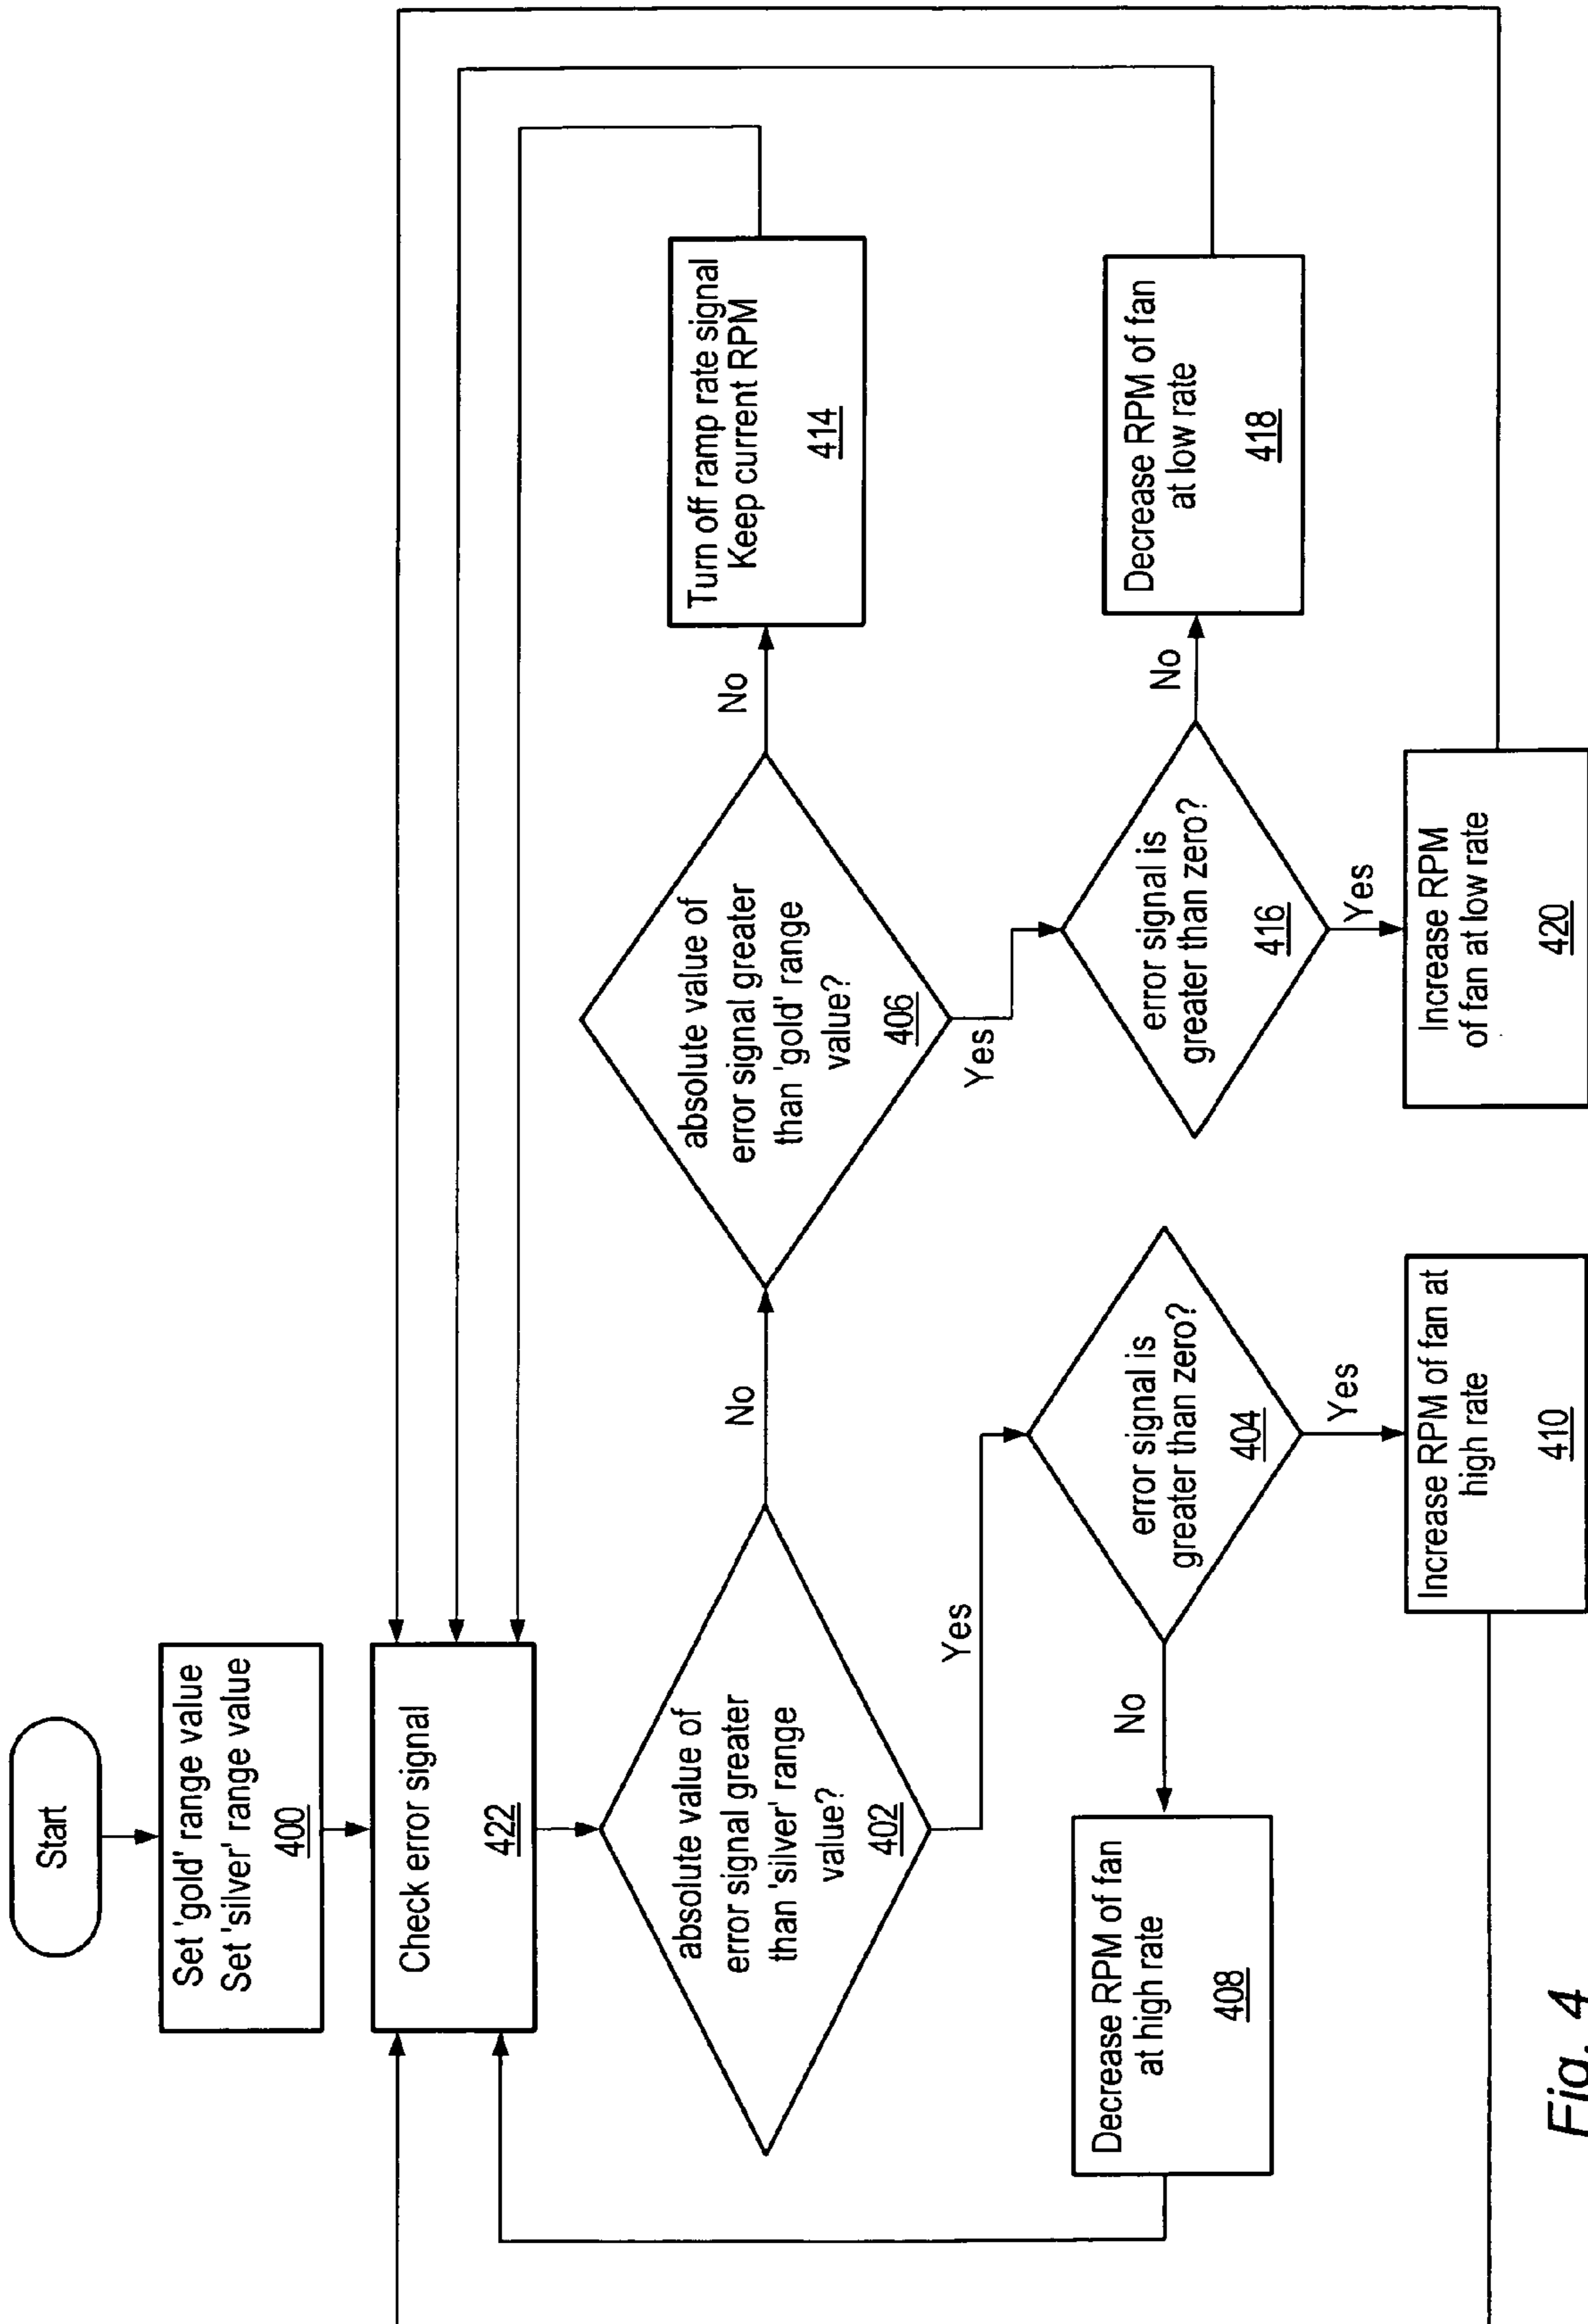 Start
Set 'gold' range value
Set 'silver' range value
400
Check error signal
422
absolute value of
error signal greater
than 'silver' range
value?
402
No
Yes
absolute value of
error signal greater
than 'gold' range
value?
406
No
Yes
Turn off ramp rate signal
Keep current RPM
414
error signal is
greater than zero?
404
No
Yes
Decrease RPM of fan
at high rate
408
Increase RPM of fan at
high rate
410
error signal is
greater than zero?
416
No
Yes
Decrease RPM of fan
at low rate
418
Increase RPM
of fan at low rate
420
Fig. 4